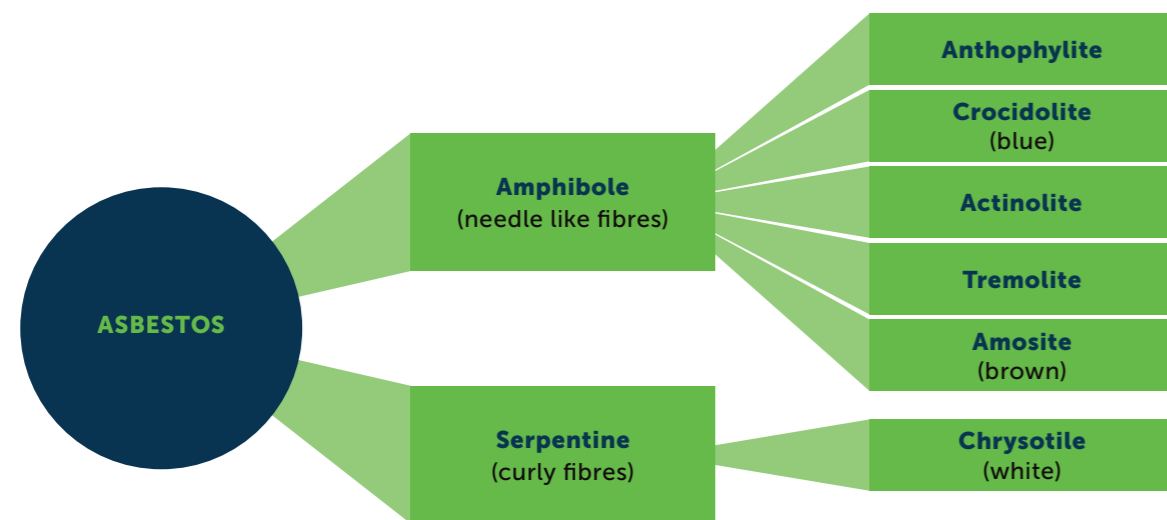 ASBESTOS
Amphibole
(needle like fibres)
Anthophylite
Crocidolite
(blue)
Actinolite
Tremolite
Amosite
(brown)
Serpentine
(curly fibres)
Chrysotile
(white)